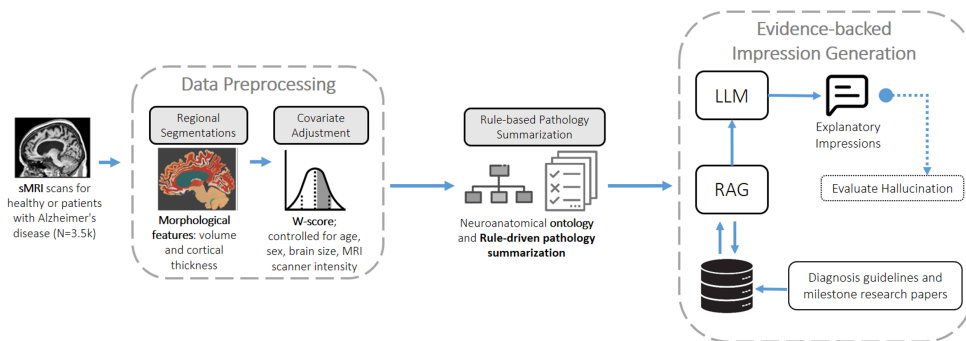 sMRI scans for
healthy or patients
with Alzheimer's
disease (N=3.5k)
Data Preprocessing
Regional
Segmentations
Morphological
features: volume
and cortical
thickness
Covariate
Adjustment
W-score;
controlled for age,
sex, brain size, MRI
scanner intensity
Rule-based Pathology
Summarization
Neuroanatomical ontology
and Rule-driven pathology
summarization
Evidence-backed
Impression Generation
LLM
Explanatory
Impressions
Evaluate Hallucination
RAG
Diagnosis guidelines and
milestone research papers